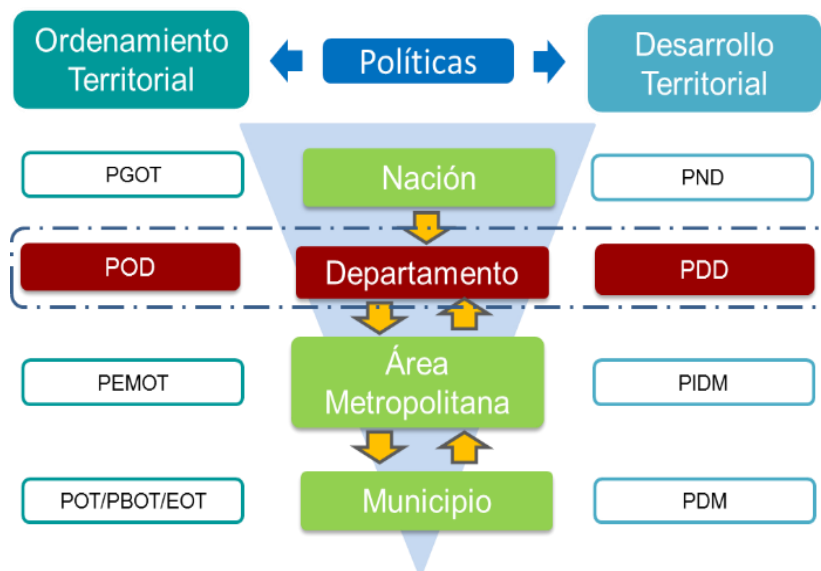 Ordenamiento
Territorial
Políticas
Desarrollo
Territorial
PGOT
Nación
PND
POD
Departamento
PDD
PEMOT
Área
Metropolitana
PIDM
POT/PBOT/EOT
Municipio
PDM